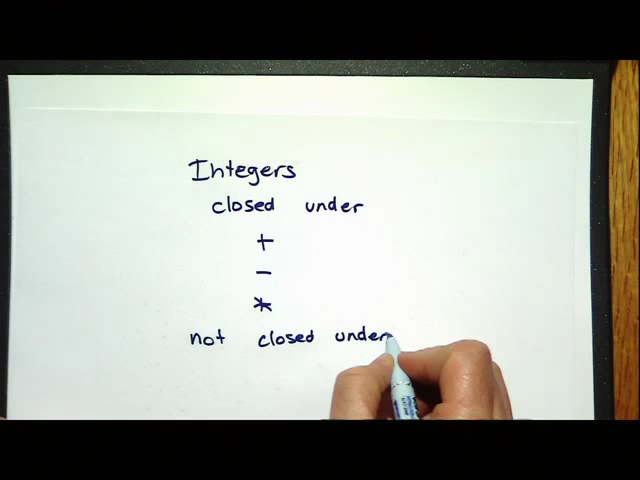 Integers
closed under
+
-
*
not closed under